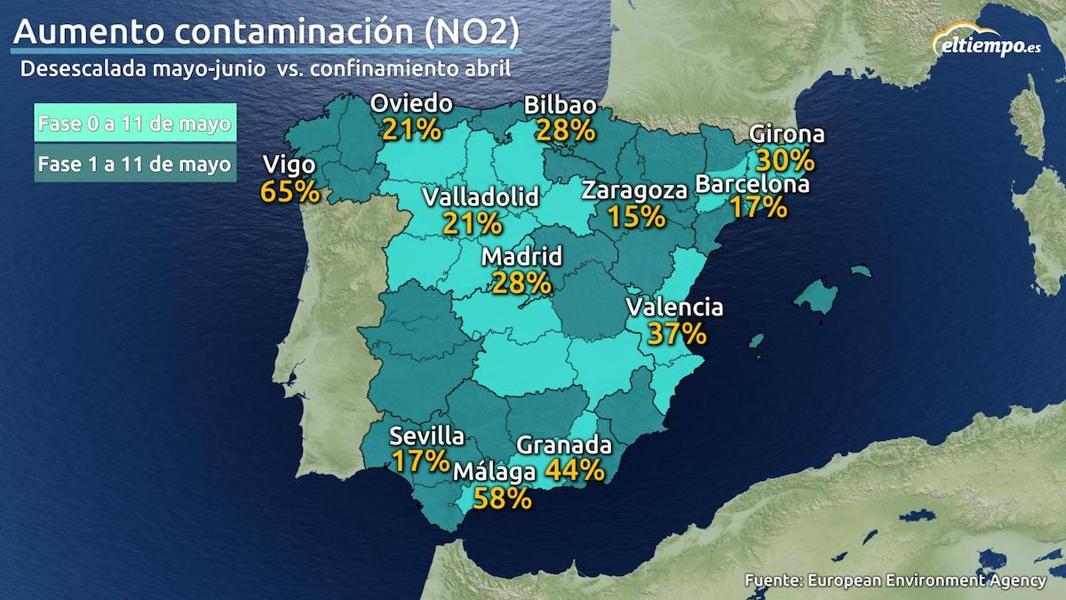 Aumento contaminación (NO2)
Desescalada mayo-junio vs. confinamiento abril
eltiempo.es
Fase 0 a 11 de mayo
Fase 1 a 11 de mayo
Oviedo
21%
Bilbao
28%
Girona
30%
Vigo
65%
Valladolid
21%
Zaragoza
15%
Barcelona
17%
Madrid
28%
Valencia
37%
Sevilla
17%
Granada
44%
Málaga
58%
Fuente: European Environment Agency